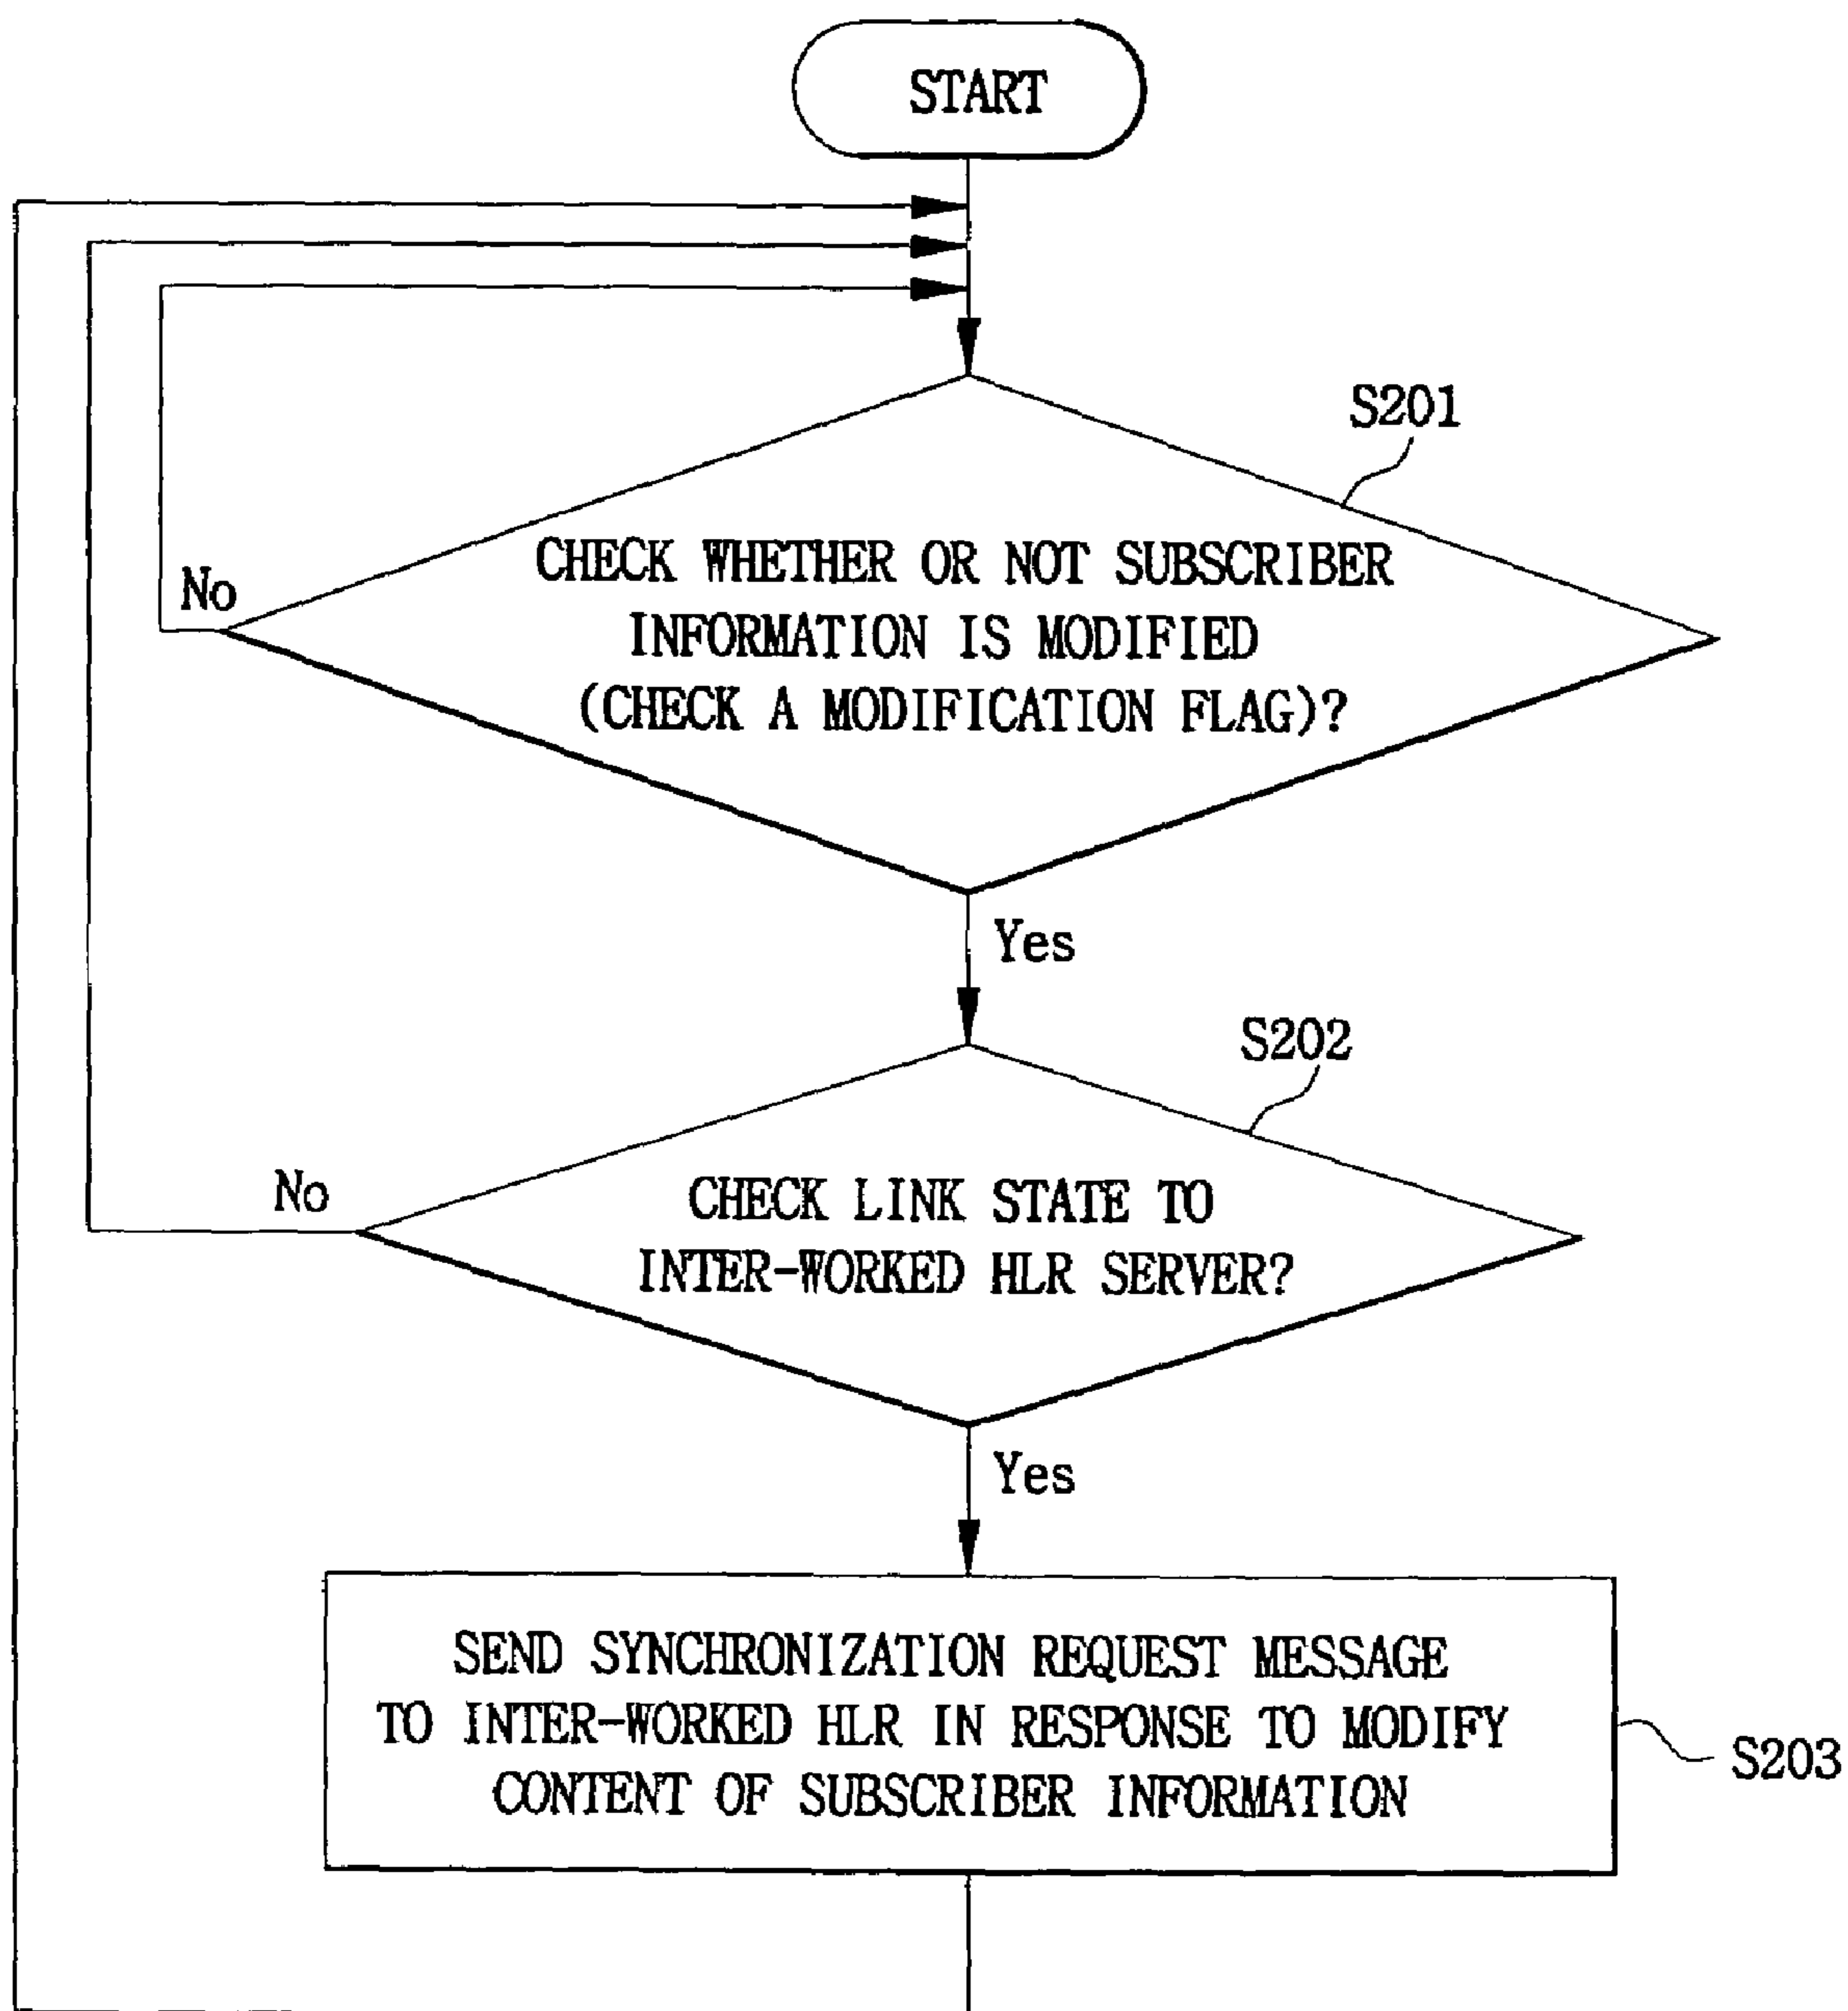 START
S201
CHECK WHETHER OR NOT SUBSCRIBER
INFORMATION IS MODIFIED
(CHECK A MODIFICATION FLAG)?
No
Yes
S202
CHECK LINK STATE TO
INTER-WORKED HLR SERVER?
No
Yes
SEND SYNCHRONIZATION REQUEST MESSAGE
TO INTER-WORKED HLR IN RESPONSE TO MODIFY
CONTENT OF SUBSCRIBER INFORMATION
S203